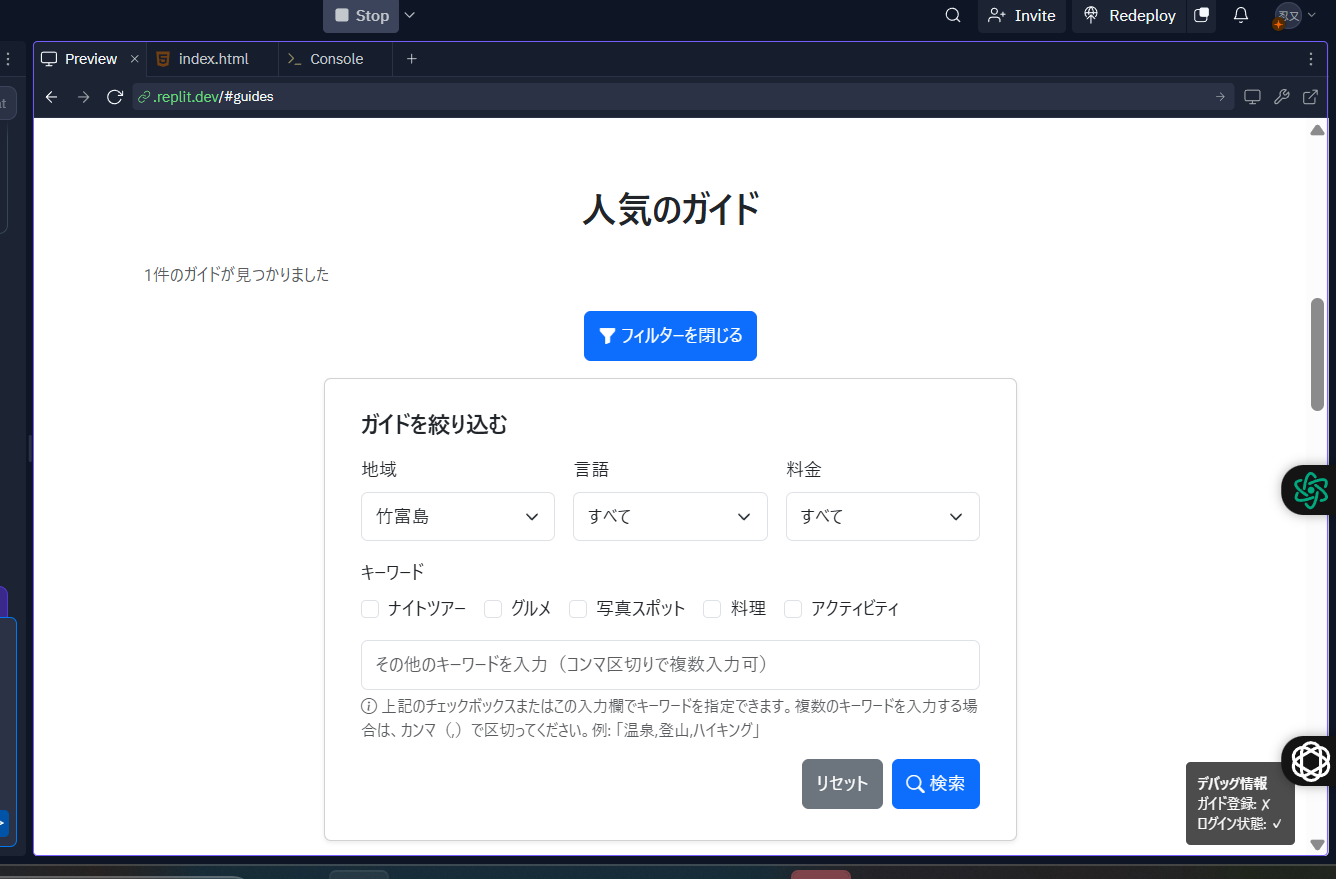 Stop
Invite
Redeploy
忍又
Preview
index.html
Console
.replit.dev/#guides
人気のガイド
1件のガイドが見つかりました
フィルターを閉じる
ガイドを絞り込む
地域 言語 料金
竹富島 すべて すべて
キーワード
ナイトツアー グルメ 写真スポット 料理 アクティビティ
その他のキーワードを入力（コンマ区切りで複数入力可）
上記のチェックボックスまたはこの入力欄でキーワードを指定できます。複数のキーワードを入力する場
合は、カンマ（,）で区切ってください。例:「温泉,登山,ハイキング」
リセット 検索
デバッグ情報
ガイド登録: ✗
ログイン状態: ✓